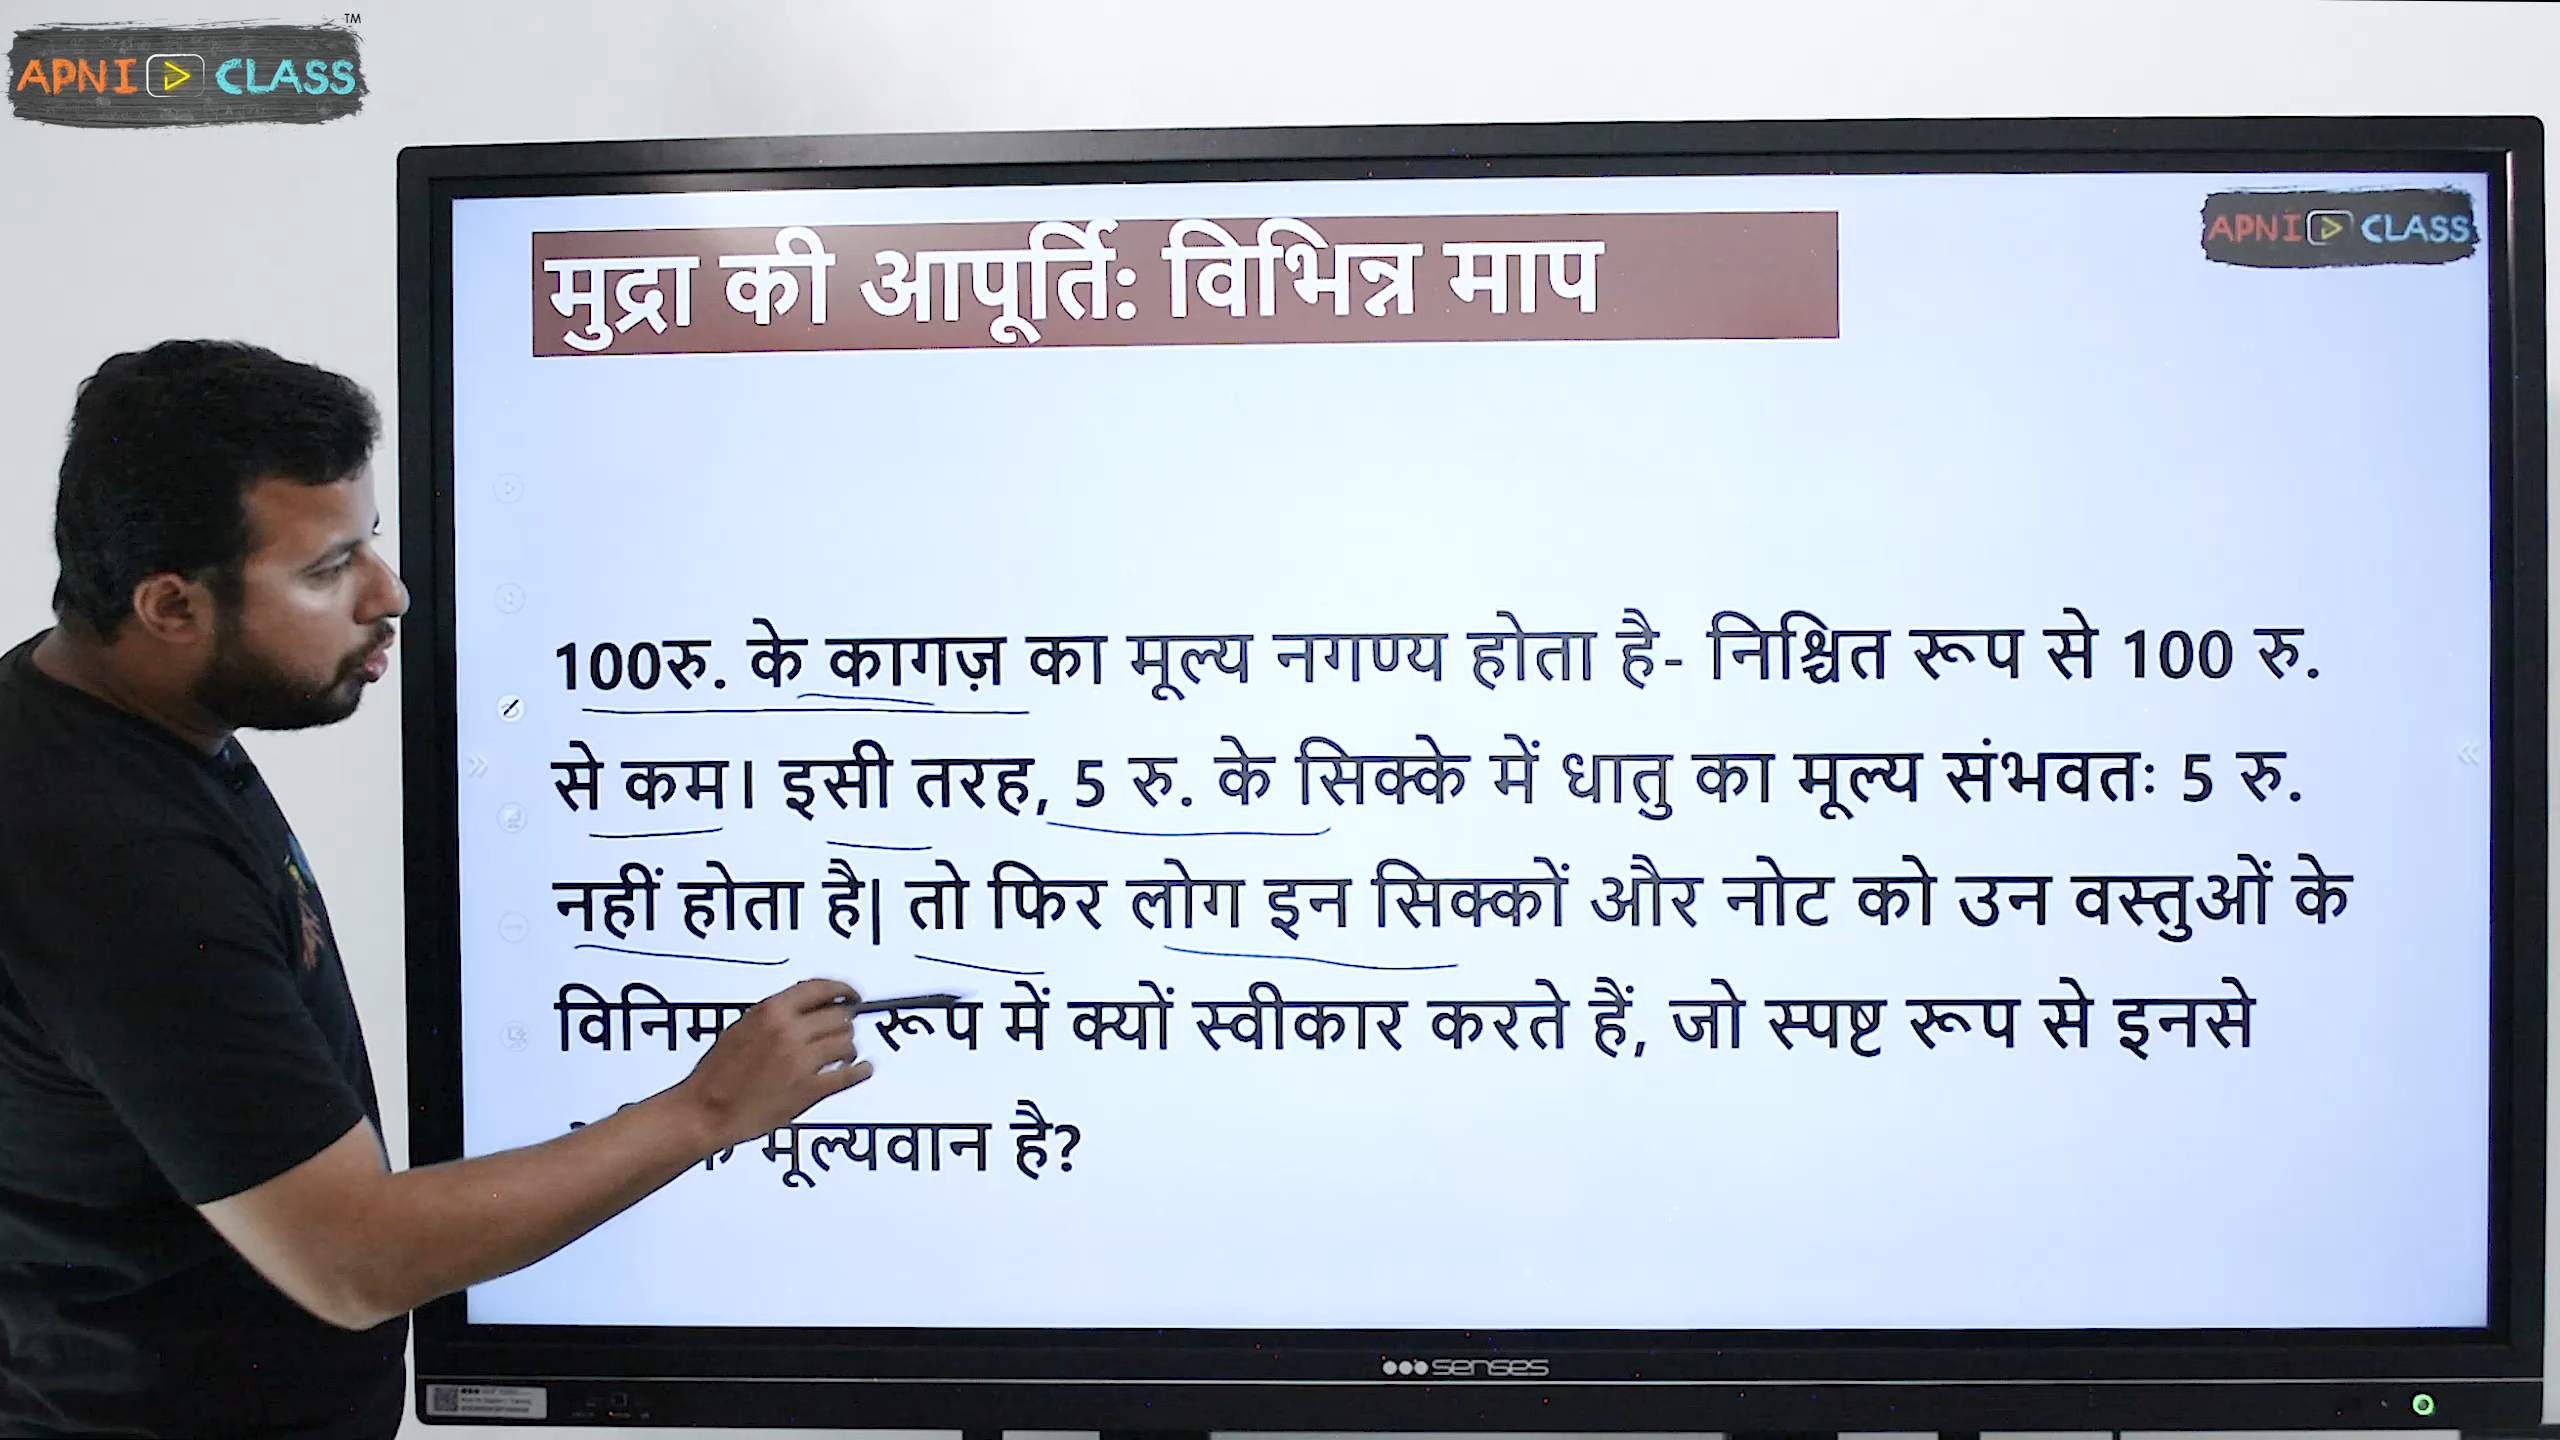 APNI CLASS TM
APNI CLASS
मुद्रा की आपूर्ति: विभिन्न माप
100रु. के कागज़ का मूल्य नगण्य होता है- निश्चित रूप से 100 रु.
से कम। इसी तरह, 5 रु. के सिक्के में धातु का मूल्य संभवतः 5 रु.
नहीं होता है| तो फिर लोग इन सिक्कों और नोट को उन वस्तुओं के
रूप में क्यों स्वीकार करते हैं, जो स्पष्ट रूप से इनसे
मूल्यवान है?
senses